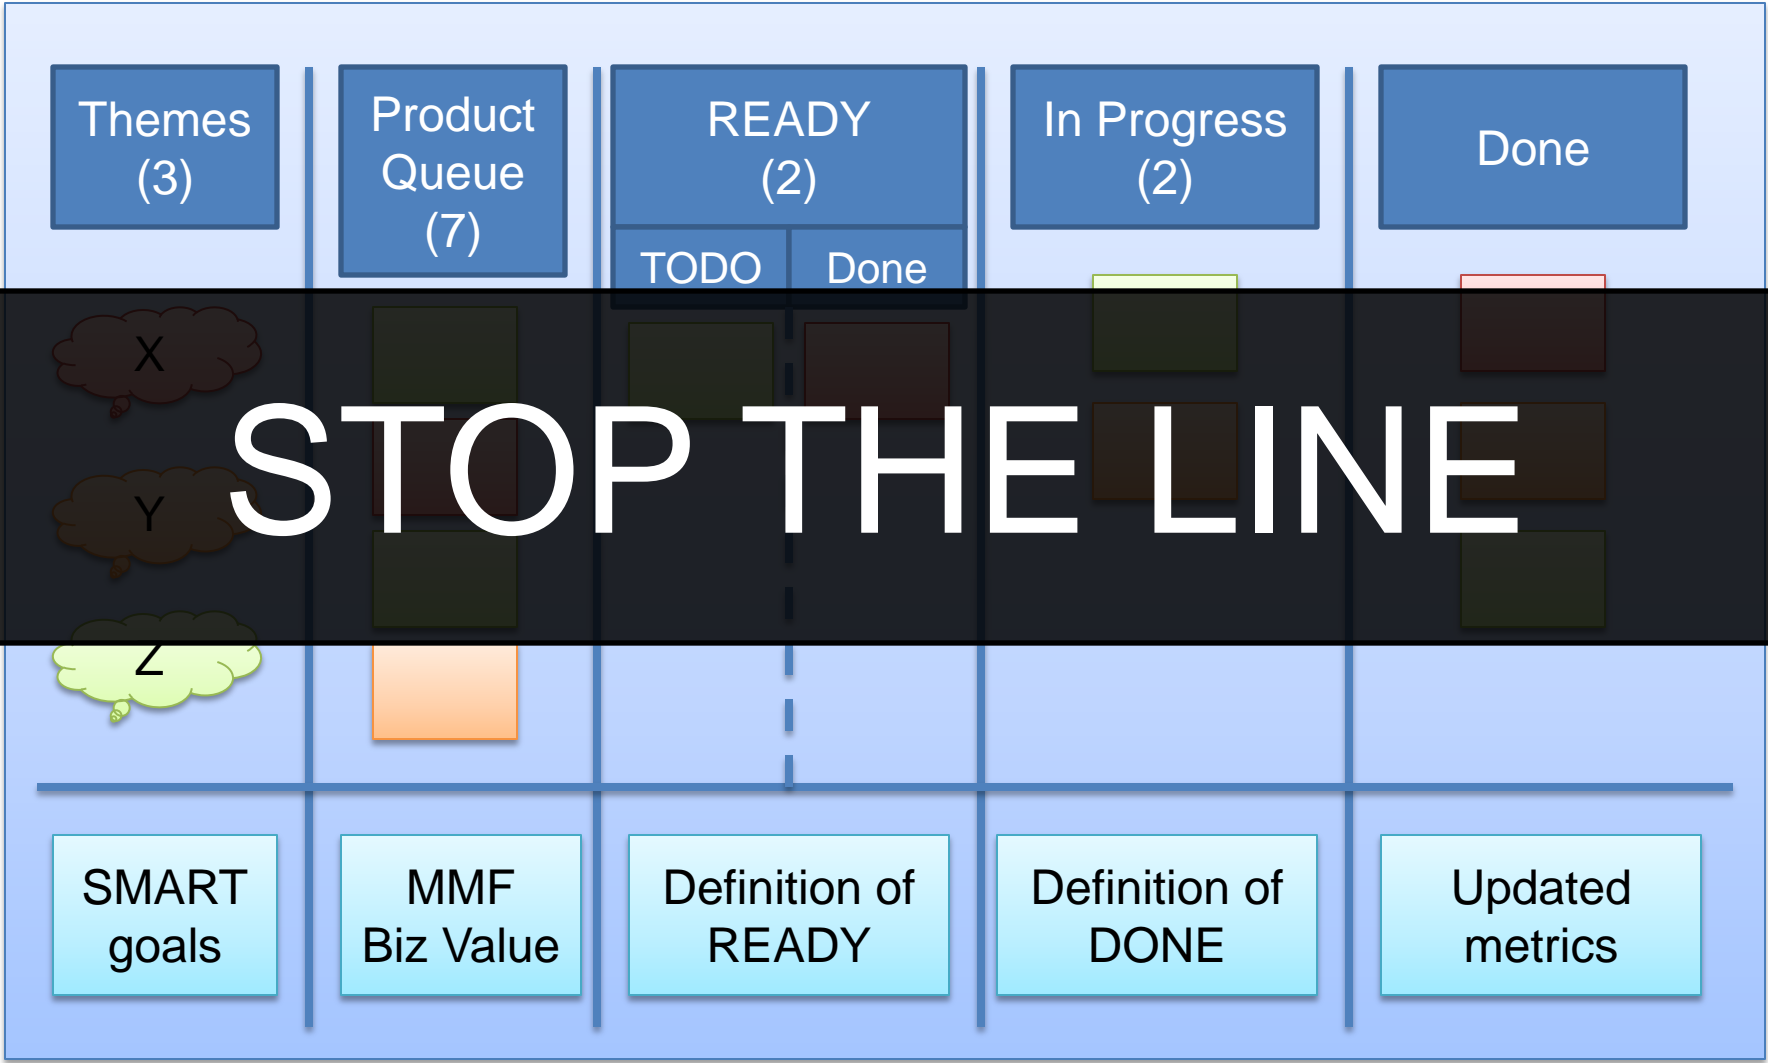 Themes
(3)
Product
Queue
(7)
READY
(2)
TODO
Done
In Progress
(2)
Done
X
Y
Z
STOP THE LINE
SMART
goals
MMF
Biz Value
Definition of
READY
Definition of
DONE
Updated
metrics